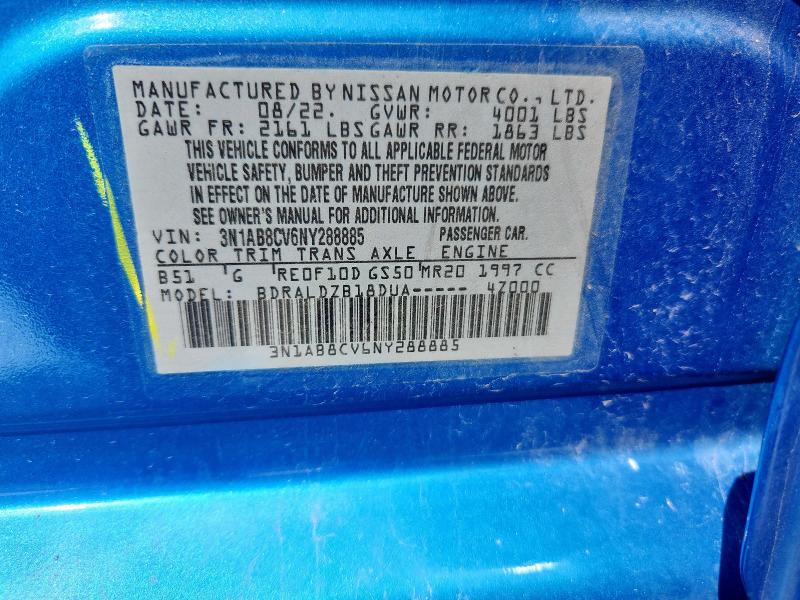 MANUFACTURED BY NISSAN MOTOR CO., LTD.
DATE: 08/22. GVWR: 4001 LBS
GAWR FR: 2161 LBS GAWR RR: 1863 LBS
THIS VEHICLE CONFORMS TO ALL APPLICABLE FEDERAL MOTOR
VEHICLE SAFETY, BUMPER AND THEFT PREVENTION STANDARDS
IN EFFECT ON THE DATE OF MANUFACTURE SHOWN ABOVE.
SEE OWNER'S MANUAL FOR ADDITIONAL INFORMATION.
VIN: 3N1AB8CV6NY288885 PASSENGER CAR.
COLOR TRIM TRANS AXLE ENGINE
B51 'G 'RE0F10D GS50'MR20 1997 CC
MODEL: BDRALDZB18DUA----- 4Z000
3N1AB8CV6NY288885